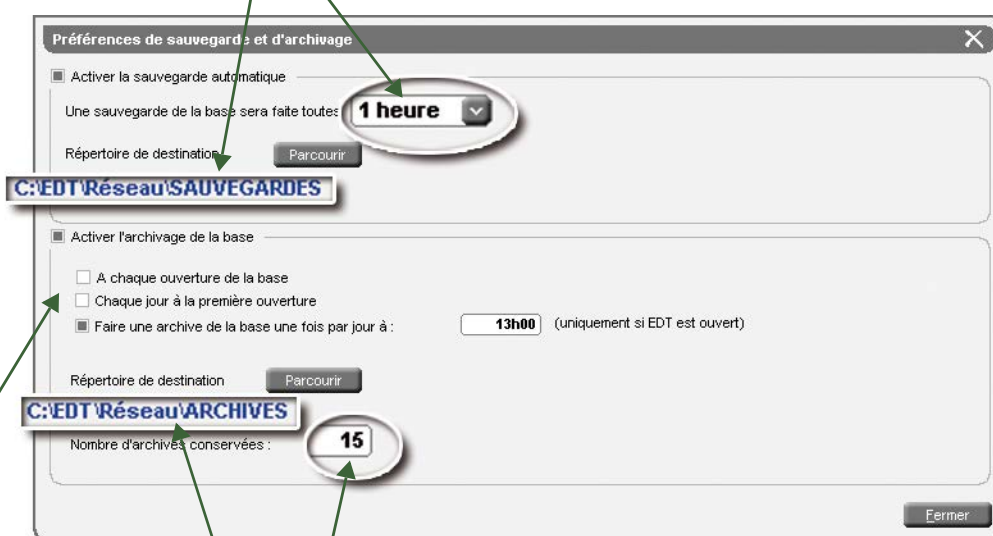 Préférences de sauvegarde et d'archivage
Activer la sauvegarde automatique
Une sauvegarde de la base sera faite toutes 1 heure
Répertoire de destination Parcourir
C:\EDT\Réseau\SAUVEGARDES
Activer l'archivage de la base
A chaque ouverture de la base
Chaque jour à la première ouverture
Faire une archive de la base une fois par jour à : 13h00 (uniquement si EDT est ouvert)
Répertoire de destination Parcourir
C:\EDT\Réseau\ARCHIVES
Nombre d'archives conservées : 15
Fermer